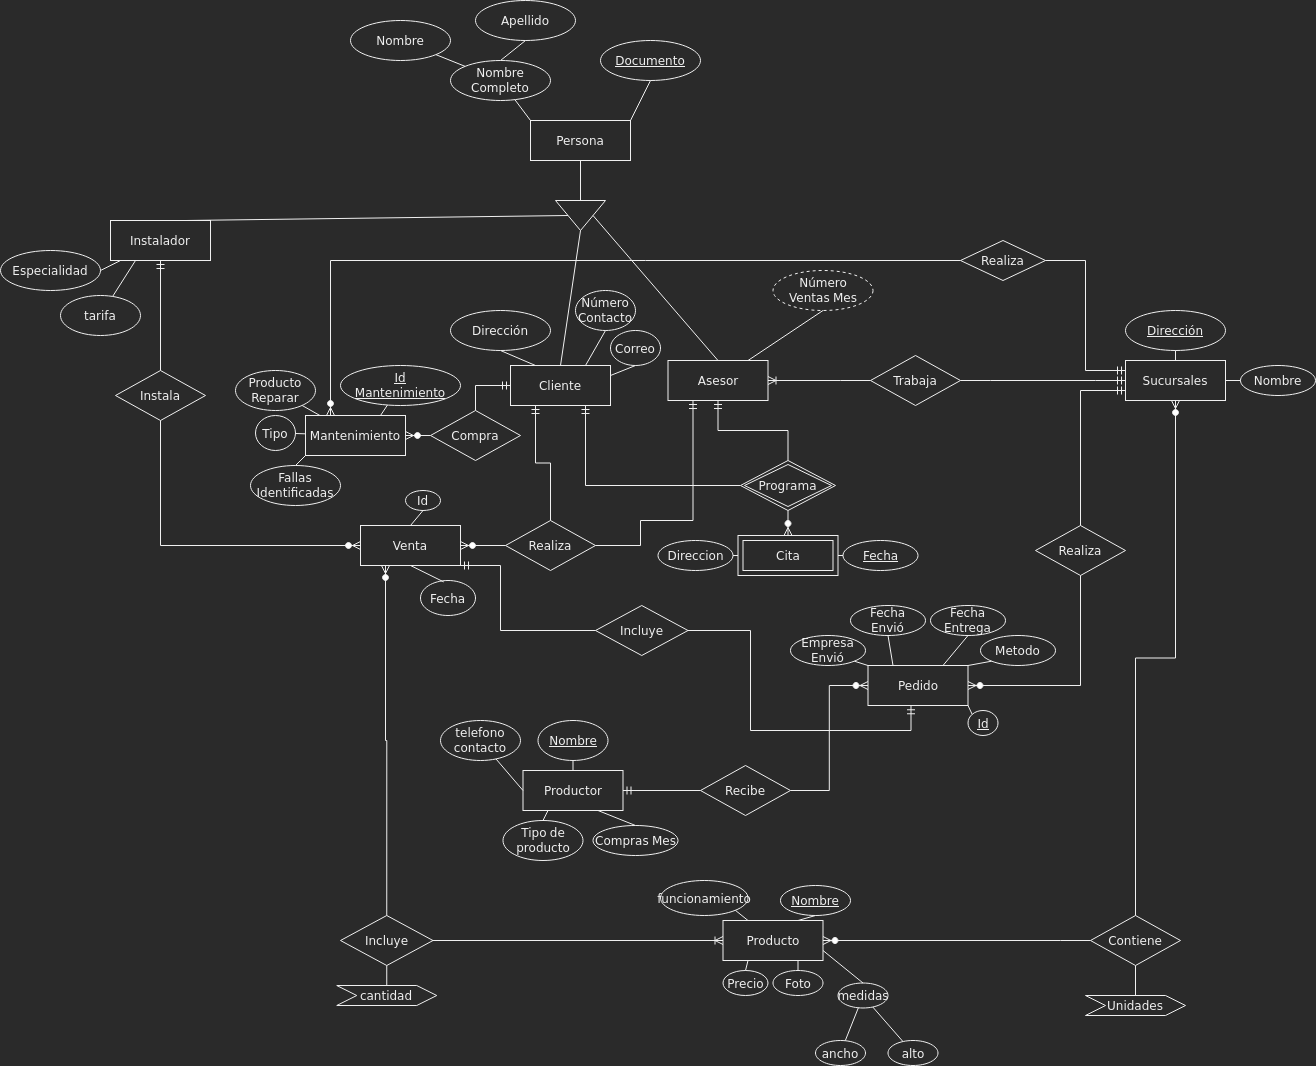 Apellido
Nombre
Documento
Nombre
Completo
Persona
Instalador
Especialidad
tarifa
Realiza
Número
Ventas Mes
Número
Contacto
Dirección
Correo
Dirección
Cliente
Asesor
Trabaja
Sucursales
Nombre
Producto
Reparar
Id
Mantenimiento
Instala
Tipo
Mantenimiento
Compra
Fallas
Identificadas
Programa
Id
Venta
Realiza
Direccion
Cita
Fecha
Realiza
Fecha
Incluye
Fecha
Envió
Fecha
Entrega
Empresa
Envió
Metodo
Pedido
Id
telefono
contacto
Nombre
Productor
Recibe
Tipo de
producto
Compras Mes
funcionamiento
Nombre
Incluye
Producto
Contiene
Precio
Foto
medidas
cantidad
Unidades
ancho
alto